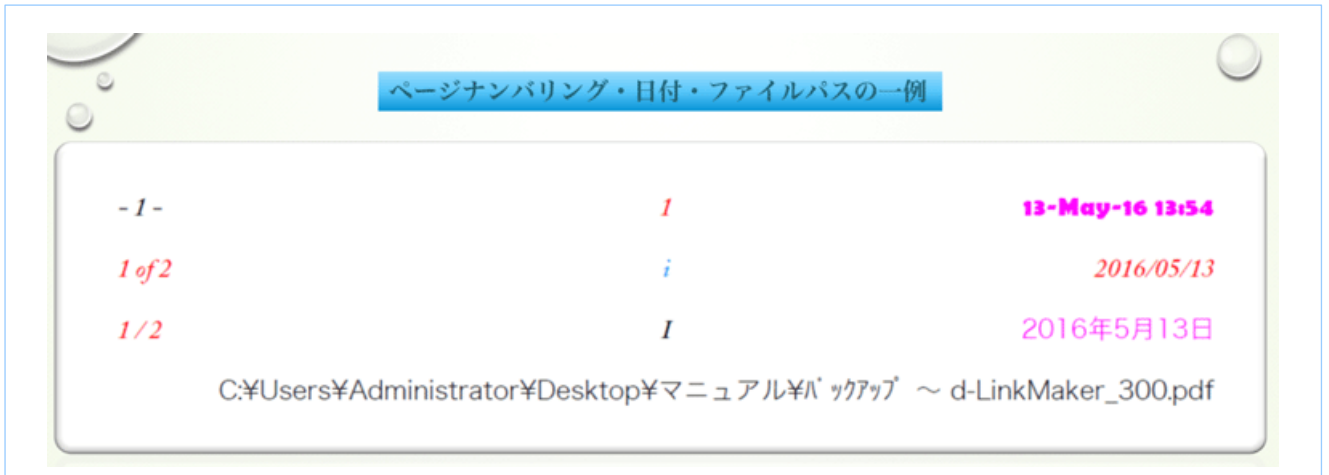 ページナンバリング・日付・ファイルパスの一例
- 1 - 1 13-May-16 13:54
1 of 2 i 2016/05/13
1 / 2 I 2016年5月13日
C:¥Users¥Administrator¥Desktop¥マニュアル¥ﾊﾞｯｸｱｯﾌﾟ ～ d-LinkMaker_300.pdf